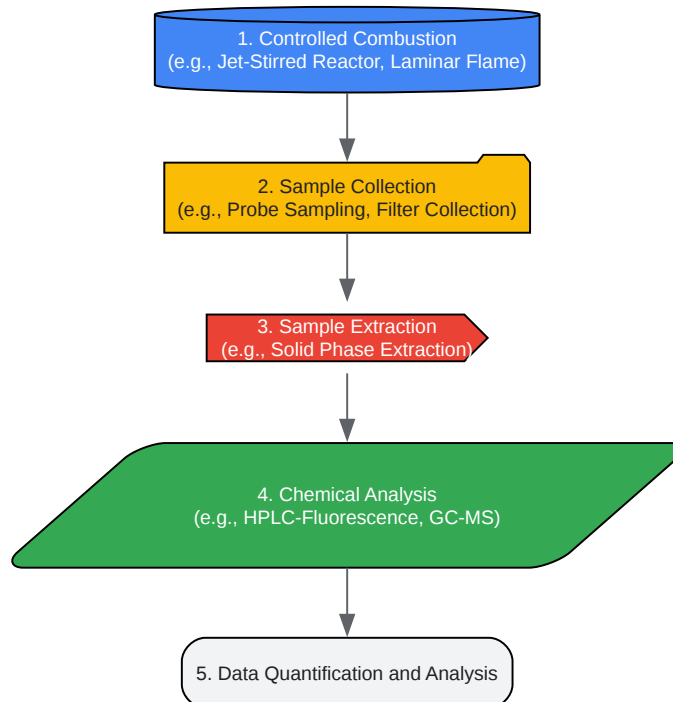 1. Controlled Combustion
(e.g., Jet-Stirred Reactor, Laminar Flame)
2. Sample Collection
(e.g., Probe Sampling, Filter Collection)
3. Sample Extraction
(e.g., Solid Phase Extraction)
4. Chemical Analysis
(e.g., HPLC-Fluorescence, GC-MS)
5. Data Quantification and Analysis